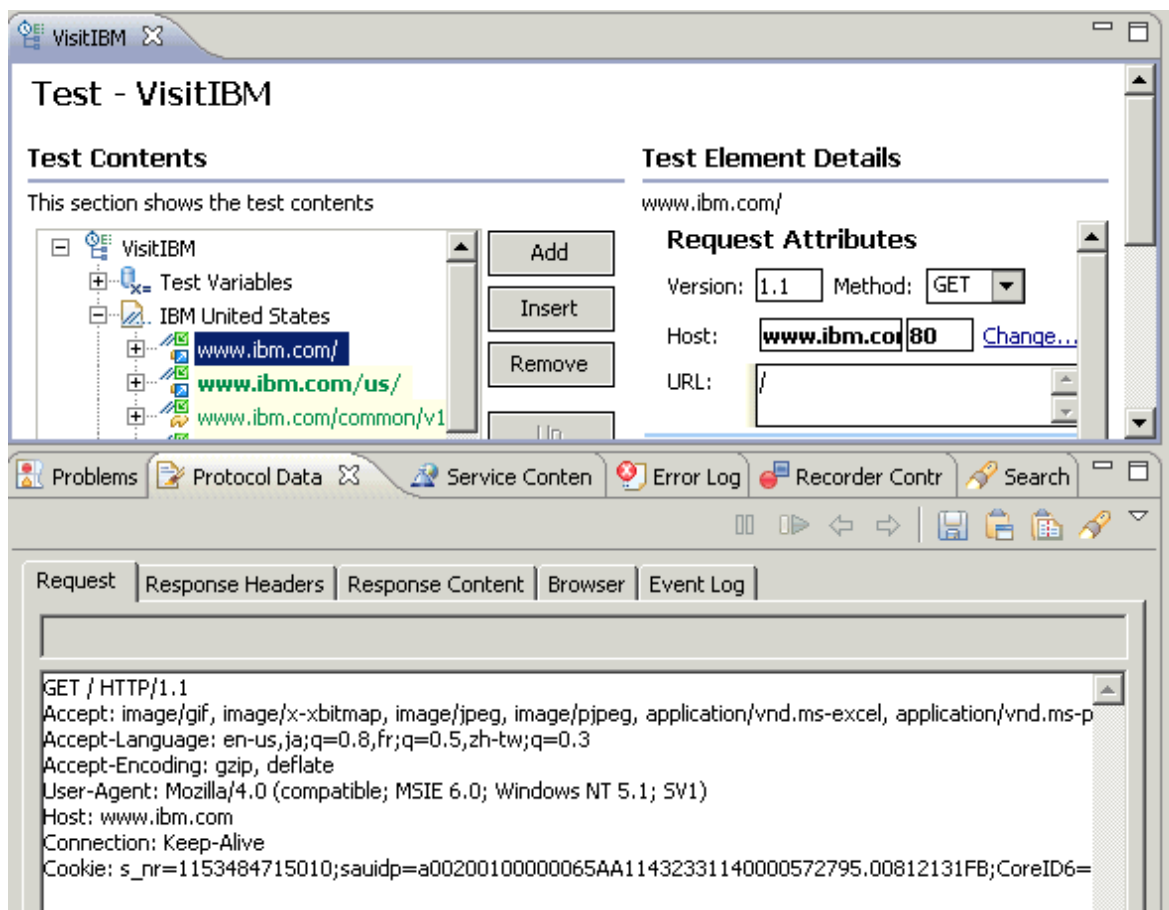 VisitIBM
Test - VisitIBM
Test Contents
This section shows the test contents
VisitIBM
Test Variables
IBM United States
www.ibm.com/
www.ibm.com/us/
www.ibm.com/common/v1
Add
Insert
Remove
Up
Test Element Details
www.ibm.com/
Request Attributes
Version: 1.1 Method: GET
Host: www.ibm.co 80 Change...
URL: /
Problems Protocol Data Service Conten Error Log Recorder Contr Search
Request Response Headers Response Content Browser Event Log
GET / HTTP/1.1
Accept: image/gif, image/x-xbitmap, image/jpeg, image/pjpeg, application/vnd.ms-excel, application/vnd.ms-p
Accept-Language: en-us,ja;q=0.8,fr;q=0.5,zh-tw;q=0.3
Accept-Encoding: gzip, deflate
User-Agent: Mozilla/4.0 (compatible; MSIE 6.0; Windows NT 5.1; SV1)
Host: www.ibm.com
Connection: Keep-Alive
Cookie: s_nr=1153484715010;sauidp=a00200100000065AA11432331140000572795.00812131FB;CoreID6=